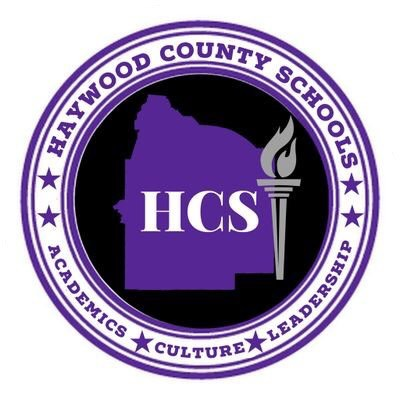 HAYWOOD COUNTY SCHOOLS
HCS
ACADEMICS
CULTURE
LEADERSHIP